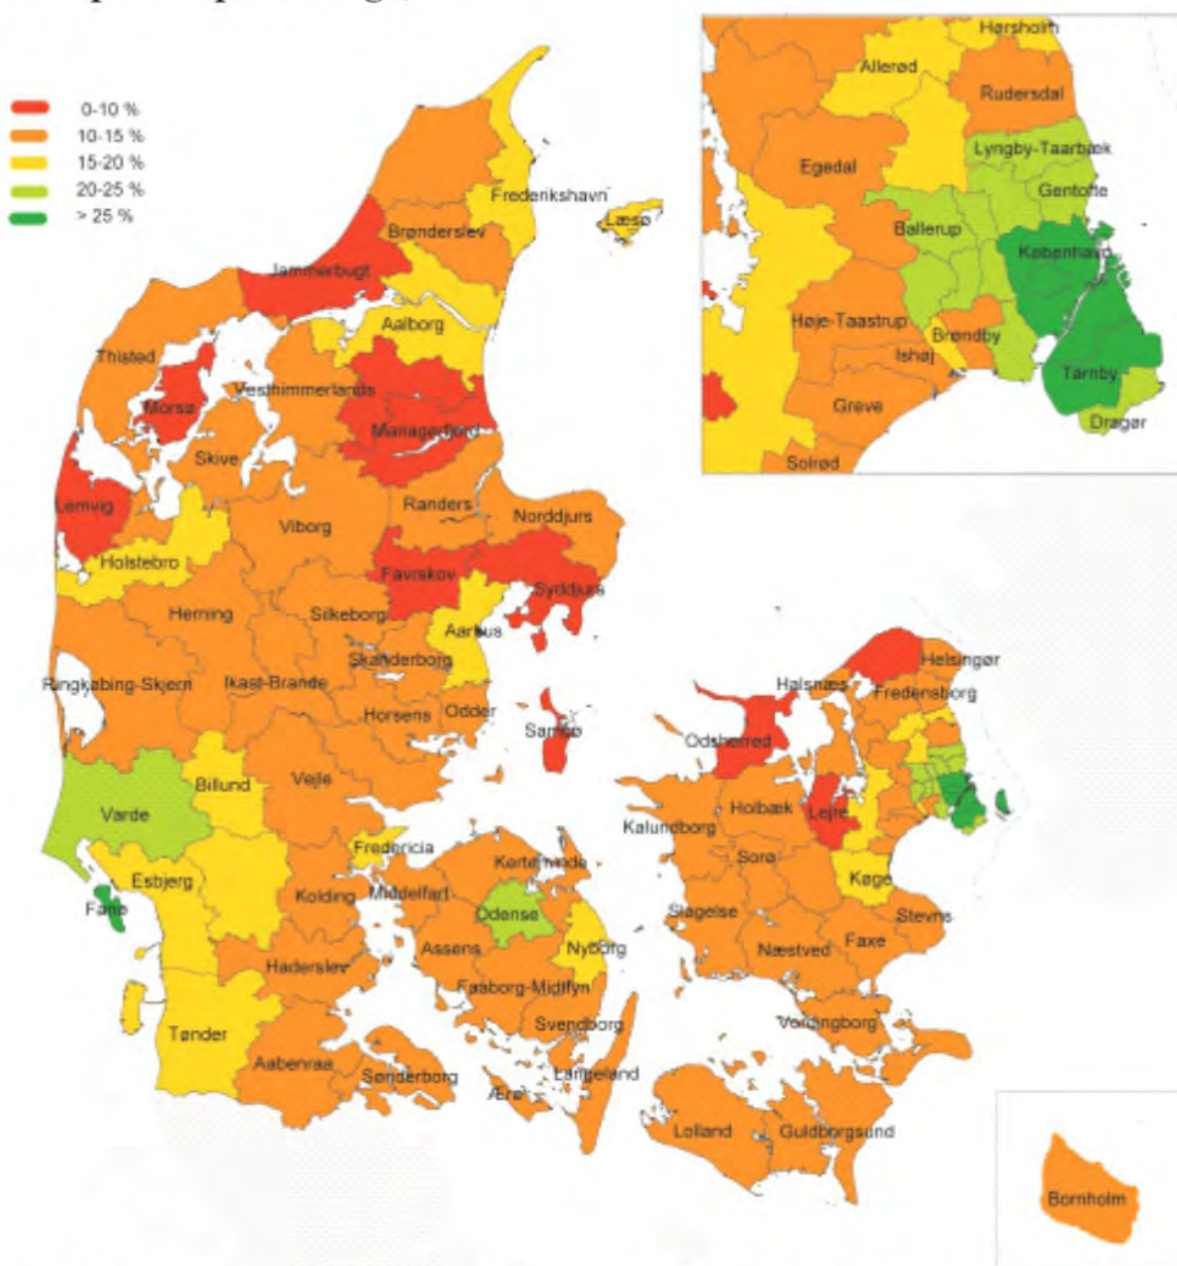 0-10 %
10-15 %
15-20 %
20-25 %
> 25 %
Hørsholm
Allerød
Rudersdal
Lyngby-Taarbæk
Egedal
Gentofte
Ballerup
København
Høje-Taastrup
Brøndby
Ishøj
Tårnby
Greve
Dragør
Solrød
Frederikshavn
Læsø
Brønderslev
Jammerbugt
Aalborg
Thisted
Vesthimmerlands
Morsø
Mariagerfjord
Skive
Lemvig
Randers
Norddjurs
Viborg
Holstebro
Favrskov
Syddjurs
Herning
Silkeborg
Aarhus
Skanderborg
Ringkøbing-Skjern
Ikast-Brande
Horsens
Odder
Samsø
Helsingør
Halsnæs
Fredensborg
Odsherred
Billund
Vejle
Varde
Holbæk
Lejre
Kalundborg
Fredericia
Kerteminde
Sorø
Esbjerg
Køge
Kolding
Middelfart
Fanø
Odense
Slagelse
Stevns
Assens
Nyborg
Næstved
Faxe
Haderslev
Faaborg-Midtfyn
Svendborg
Vordingborg
Tønder
Aabenraa
Sønderborg
Langeland
Ærø
Lolland
Guldborgsund
Bornholm